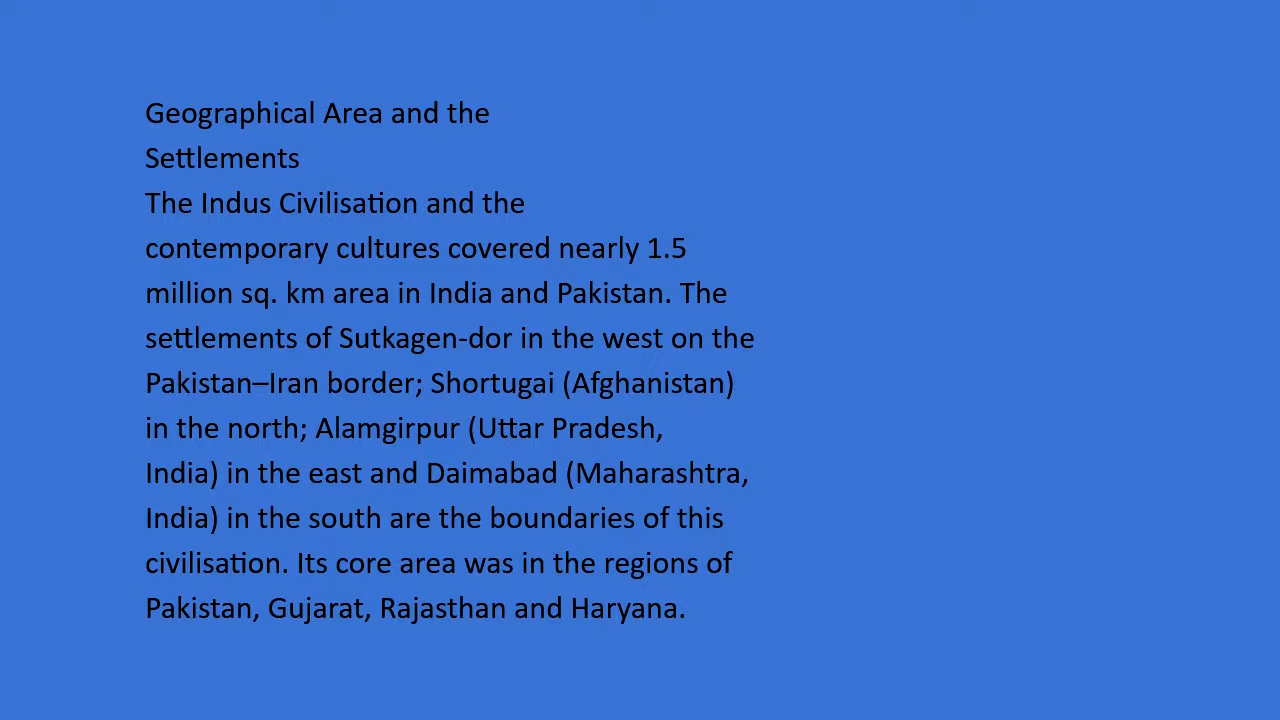 Geographical Area and the
Settlements
The Indus Civilisation and the
contemporary cultures covered nearly 1.5
million sq. km area in India and Pakistan. The
settlements of Sutkagen-dor in the west on the
Pakistan–Iran border; Shortugai (Afghanistan)
in the north; Alamgirpur (Uttar Pradesh,
India) in the east and Daimabad (Maharashtra,
India) in the south are the boundaries of this
civilisation. Its core area was in the regions of
Pakistan, Gujarat, Rajasthan and Haryana.